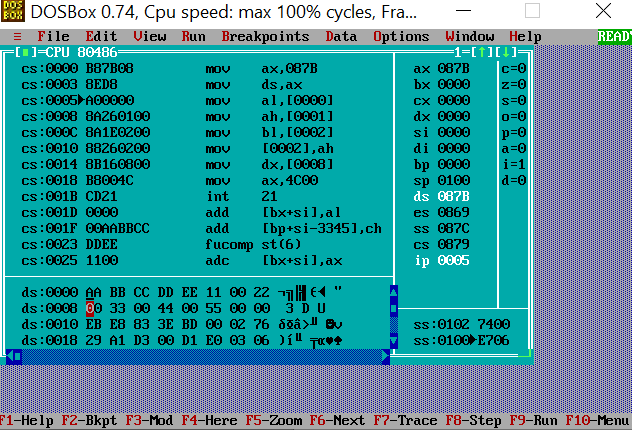 DOSBox 0.74, Cpu speed: max 100% cycles, Fra...
≡ File Edit View Run Breakpoints Data Options Window Help READY
[■]=CPU 80486 1=[↑][↓]
cs:0000 B87B08 mov ax,087B ax 087B c=0
cs:0003 8ED8 mov ds,ax bx 0000 z=0
cs:0005►A00000 mov al,[0000] cx 0000 s=0
cs:0008 8A260100 mov ah,[0001] dx 0000 o=0
cs:000C 8A1E0200 mov bl,[0002] si 0000 p=0
cs:0010 88260200 mov [0002],ah di 0000 a=0
cs:0014 8B160800 mov dx,[0008] bp 0000 i=1
cs:0018 B8004C mov ax,4C00 sp 0100 d=0
cs:001B CD21 int 21 ds 087B
cs:001D 0000 add [bx+si],al es 0869
cs:001F 00AABBCC add [bp+si-3345],ch ss 087C
cs:0023 DDEE fucomp st(6) cs 0879
cs:0025 1100 adc [bx+si],ax ip 0005
ds:0000 AA BB CC DD EE 11 00 22 ¬╗╠▌ε◄ "
ds:0008 00 33 00 44 00 55 00 00 3 D U
ds:0010 EB E8 83 3E BD 00 02 76 δΦâ>╜ ☻v ss:0102 7400
ds:0018 29 A1 D3 00 D1 E0 03 06 )í╙ ╤α♥♠ ss:0100►E706
F1-Help F2-Bkpt F3-Mod F4-Here F5-Zoom F6-Next F7-Trace F8-Step F9-Run F10-Menu